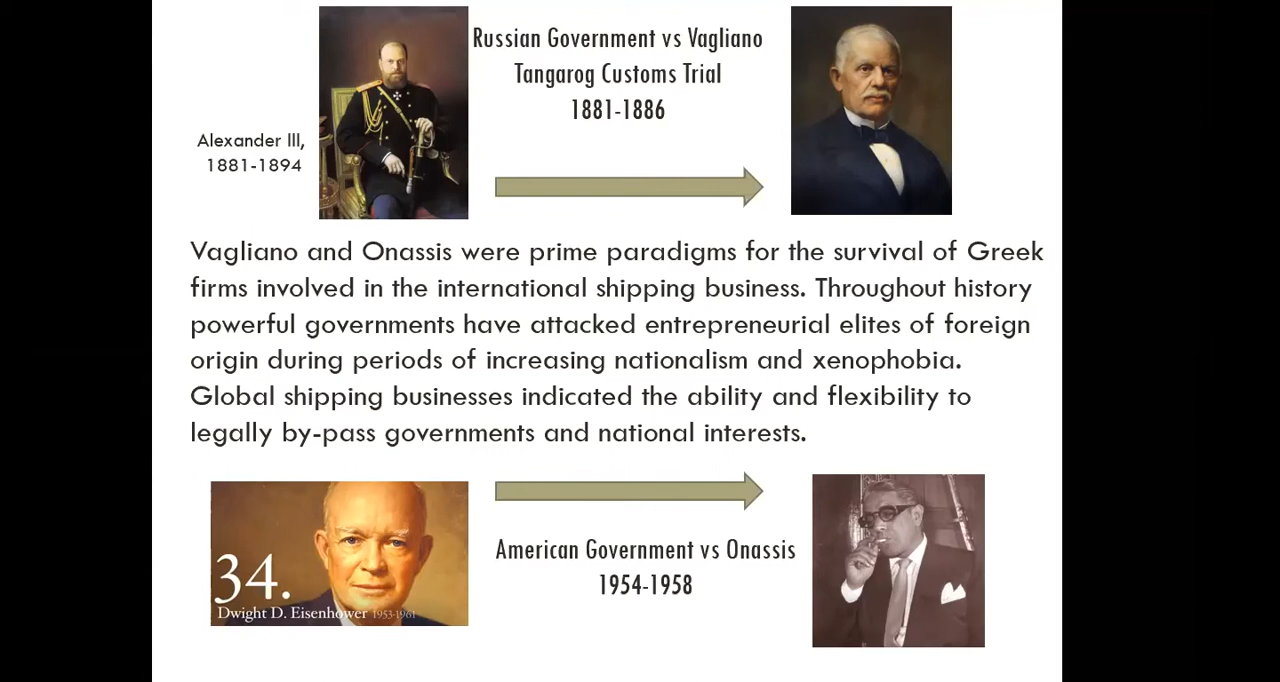 Russian Government vs Vagliano
Tangarog Customs Trial
1881-1886
Alexander III,
1881-1894
Vagliano and Onassis were prime paradigms for the survival of Greek
firms involved in the international shipping business. Throughout history
powerful governments have attacked entrepreneurial elites of foreign
origin during periods of increasing nationalism and xenophobia.
Global shipping businesses indicated the ability and flexibility to
legally by-pass governments and national interests.
34.
Dwight D. Eisenhower 1953-1961
American Government vs Onassis
1954-1958